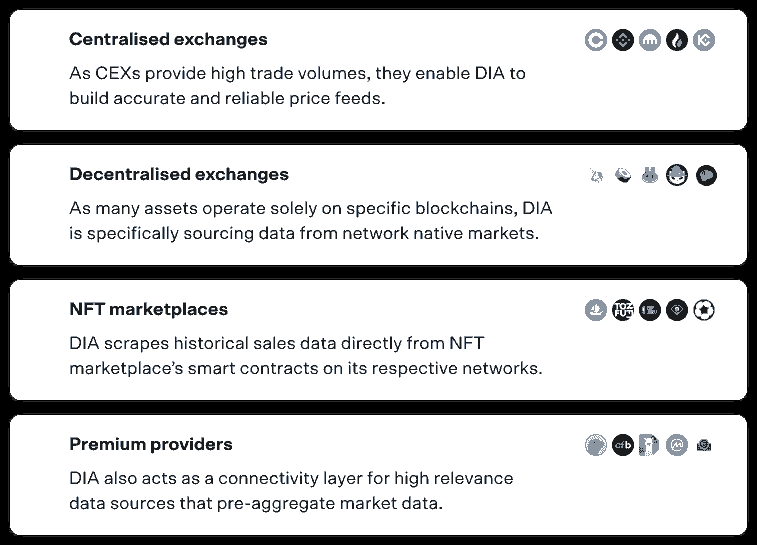 Centralised exchanges
As CEXs provide high trade volumes, they enable DIA to
build accurate and reliable price feeds.
Decentralised exchanges
As many assets operate solely on specific blockchains, DIA
is specifically sourcing data from network native markets.
NFT marketplaces
TOZ
FUT
DIA scrapes historical sales data directly from NFT
marketplace's smart contracts on its respective networks.
Premium providers
cfb
DIA also acts as a connectivity layer for high relevance
data sources that pre-aggregate market data.